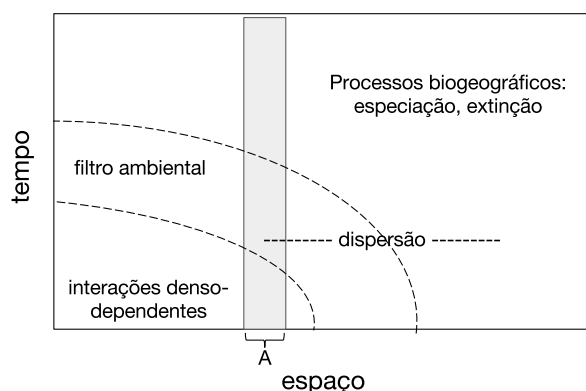 Processos biogeográficos:
especiação, extinção
tempo
filtro ambiental
dispersão
interações denso-
dependentes
A
espaço